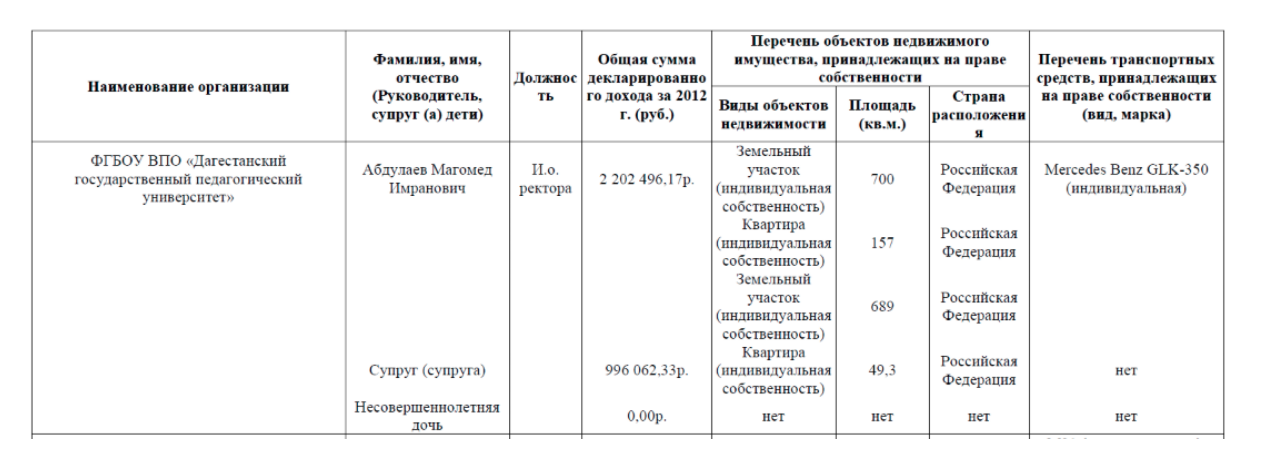 Наименование организации
Фамилия, имя,
отчество
(Руководитель,
супруг (а) дети)
Должнос
ть
Общая сумма
декларированно
го дохода за 2012
г. (руб.)
Перечень объектов недвижимого
имущества, принадлежащих на праве
собственности
Виды объектов
недвижимости
Площадь
(кв.м.)
Страна
расположени
я
Перечень транспортных
средств, принадлежащих
на праве собственности
(вид, марка)
ФГБОУ ВПО «Дагестанский
государственный педагогический
университет»
Абдулаев Магомед
Имранович
И.о.
ректора
2 202 496,17р.
Земельный
участок
(индивидуальная
собственность)
700
Российская
Федерация
Mercedes Benz GLK-350
(индивидуальная)
Квартира
(индивидуальная
собственность)
157
Российская
Федерация
Земельный
участок
(индивидуальная
собственность)
689
Российская
Федерация
Супруг (супруга)
996 062,33р.
Квартира
(индивидуальная
собственность)
49,3
Российская
Федерация
нет
Несовершеннолетняя
дочь
0,00р.
нет
нет
нет
нет